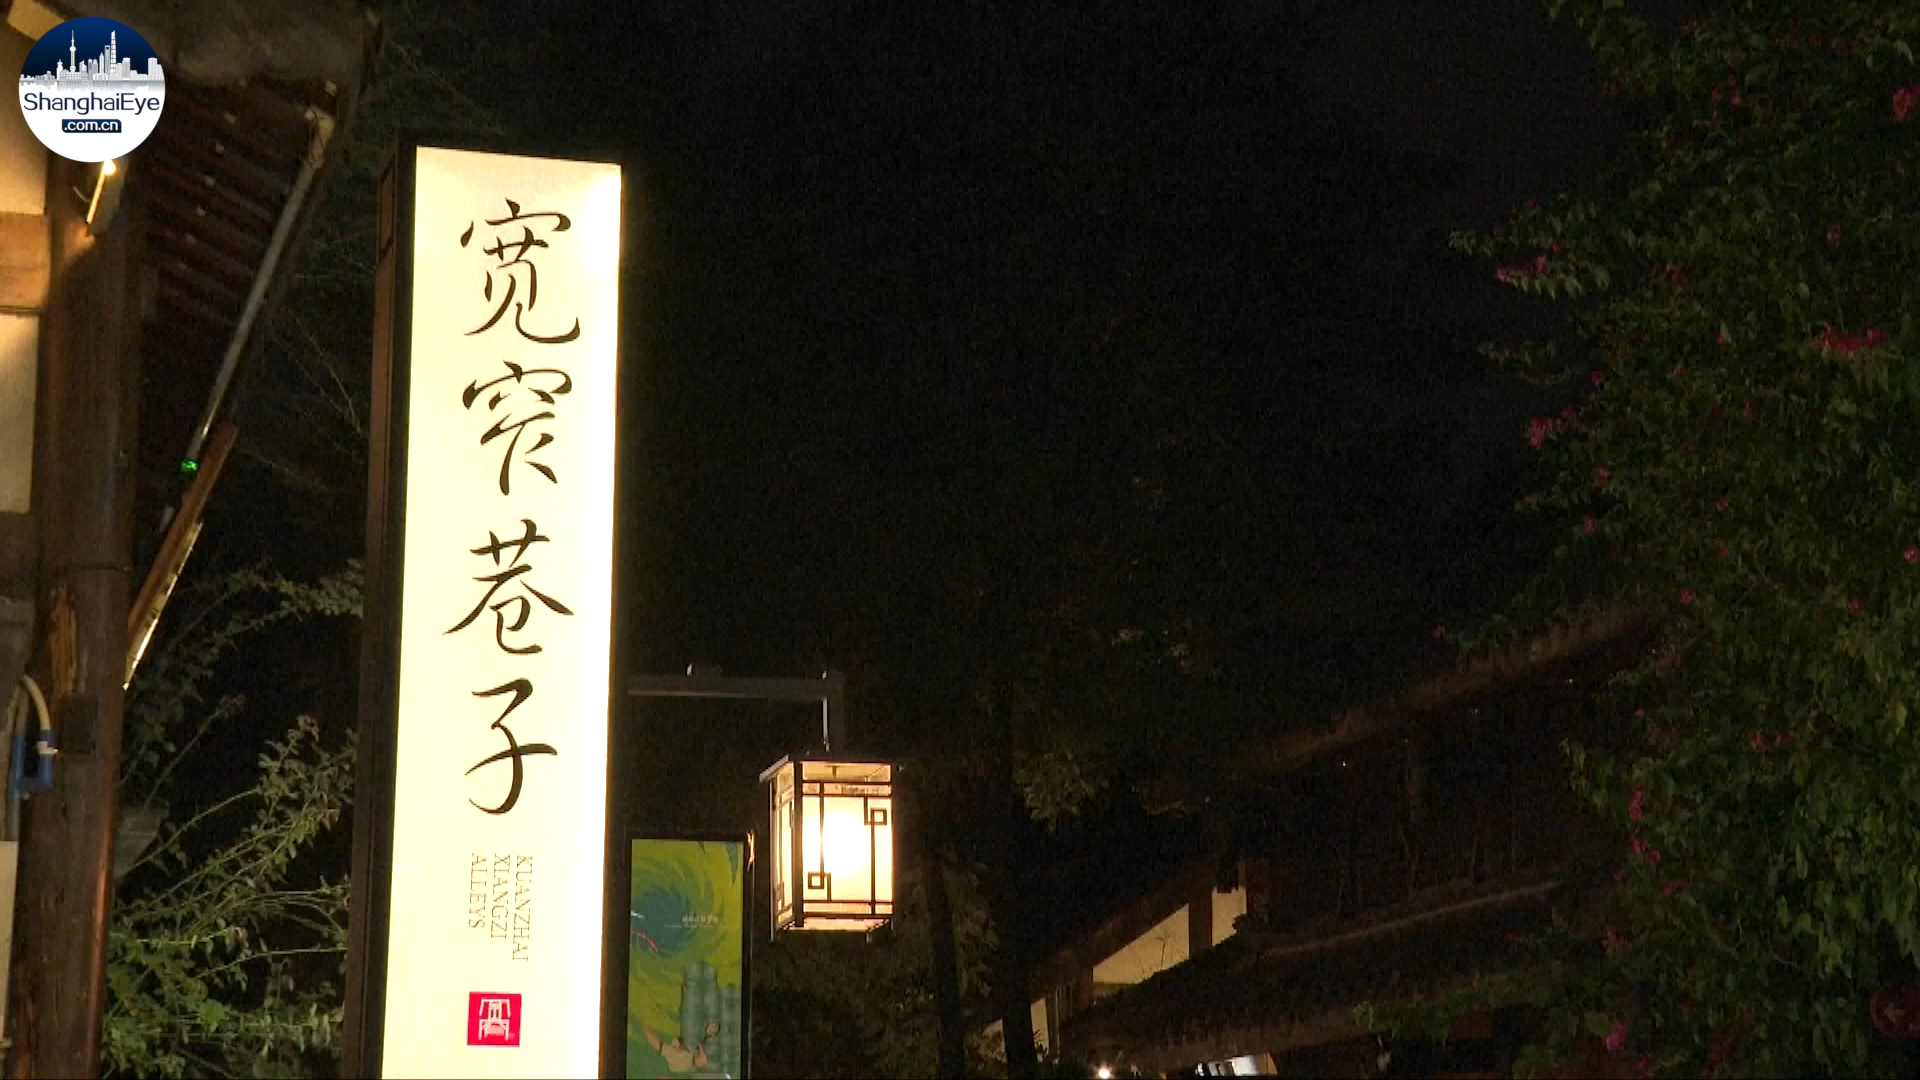 ShanghaiEye
.com.cn
宽窄巷子
KUANZHAI
XIANGZI
ALLEYS